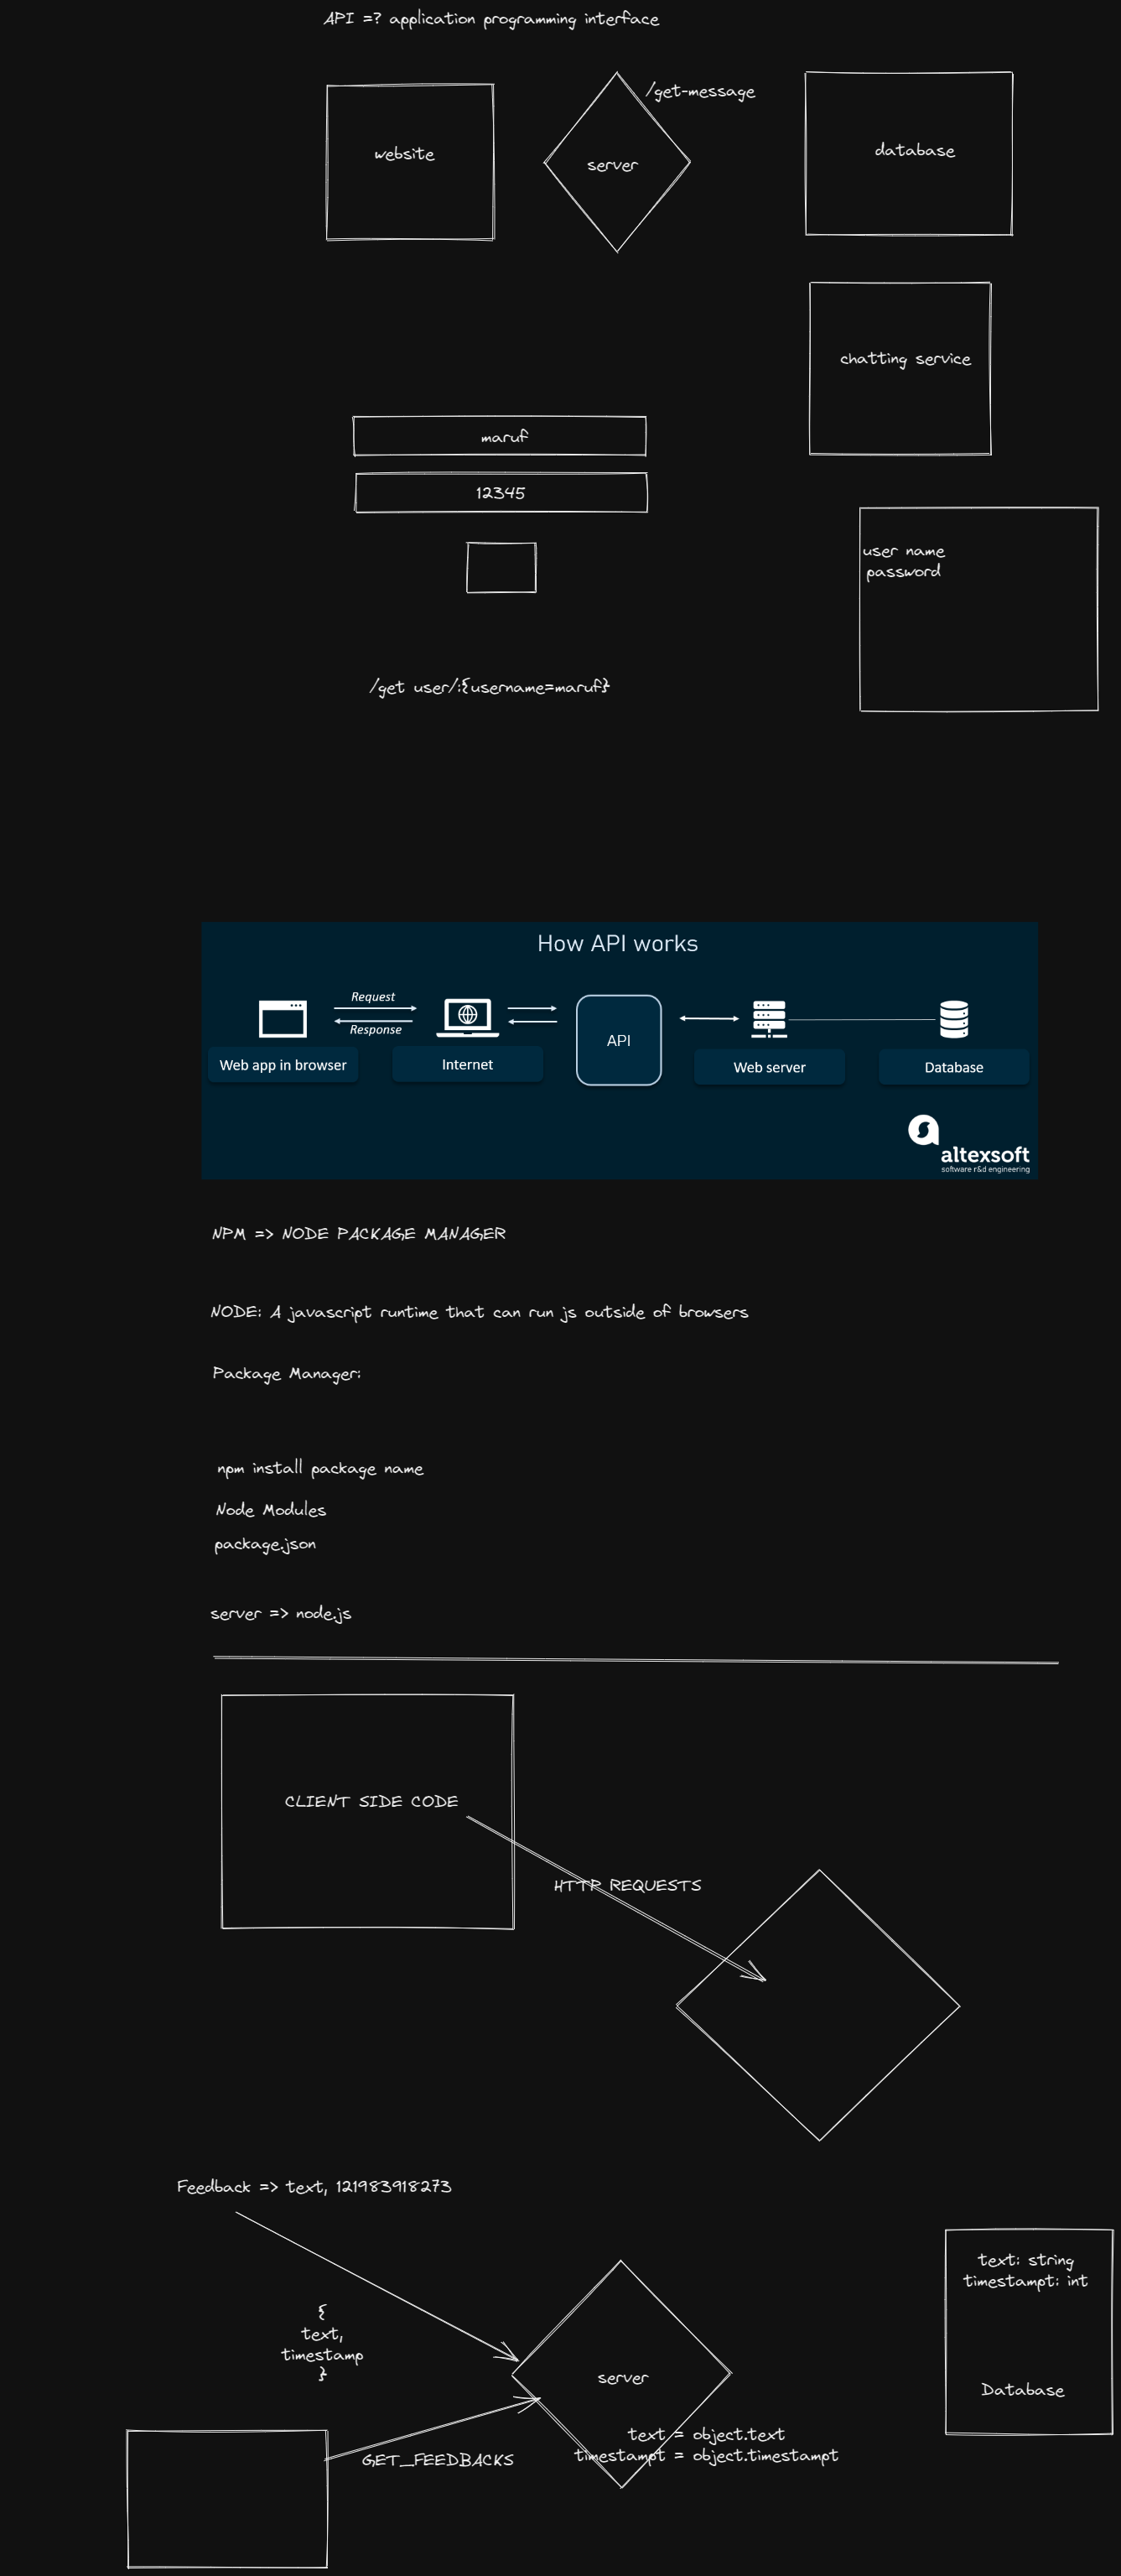 API =? application programming interface
/get-message
website
server
database
chatting service
maruf
12345
user name
password
/get user/:{username=maruf}
How API works
Request
Response
API
Web app in browser
Internet
Web server
Database
altexsoft
software r&d engineering
NPM => NODE PACKAGE MANAGER
NODE: A javascript runtime that can run js outside of browsers
Package Manager:
npm install package name
Node Modules
package.json
server => node.js
CLIENT SIDE CODE
HTTP REQUESTS
Feedback => text, 121983918273
text: string
timestampt: int
{
text,
timestamp
}
server
Database
text = object.text
timestampt = object.timestampt
GET_FEEDBACKS